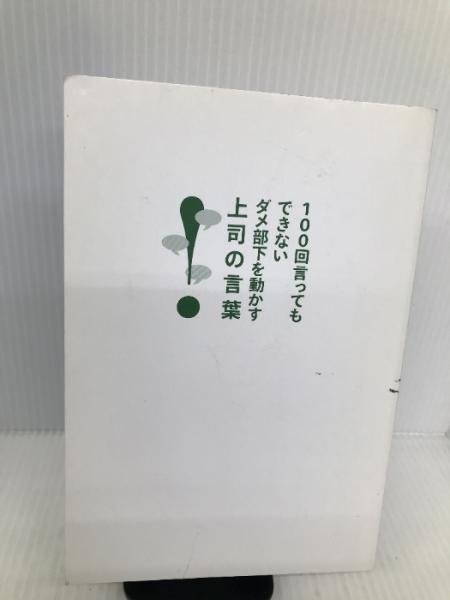 100回言っても
できない
ダメ部下を動かす
上司の言葉
!